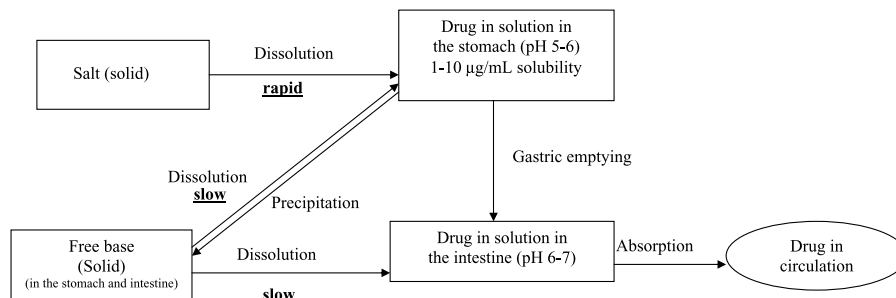 Salt (solid)
Dissolution
rapid
Drug in solution in
the stomach (pH 5-6)
1-10 µg/mL solubility
Dissolution
slow
Precipitation
Gastric emptying
Free base
(Solid)
(in the stomach and intestine)
Dissolution
slow
Drug in solution in
the intestine (pH 6-7)
Absorption
Drug in
circulation